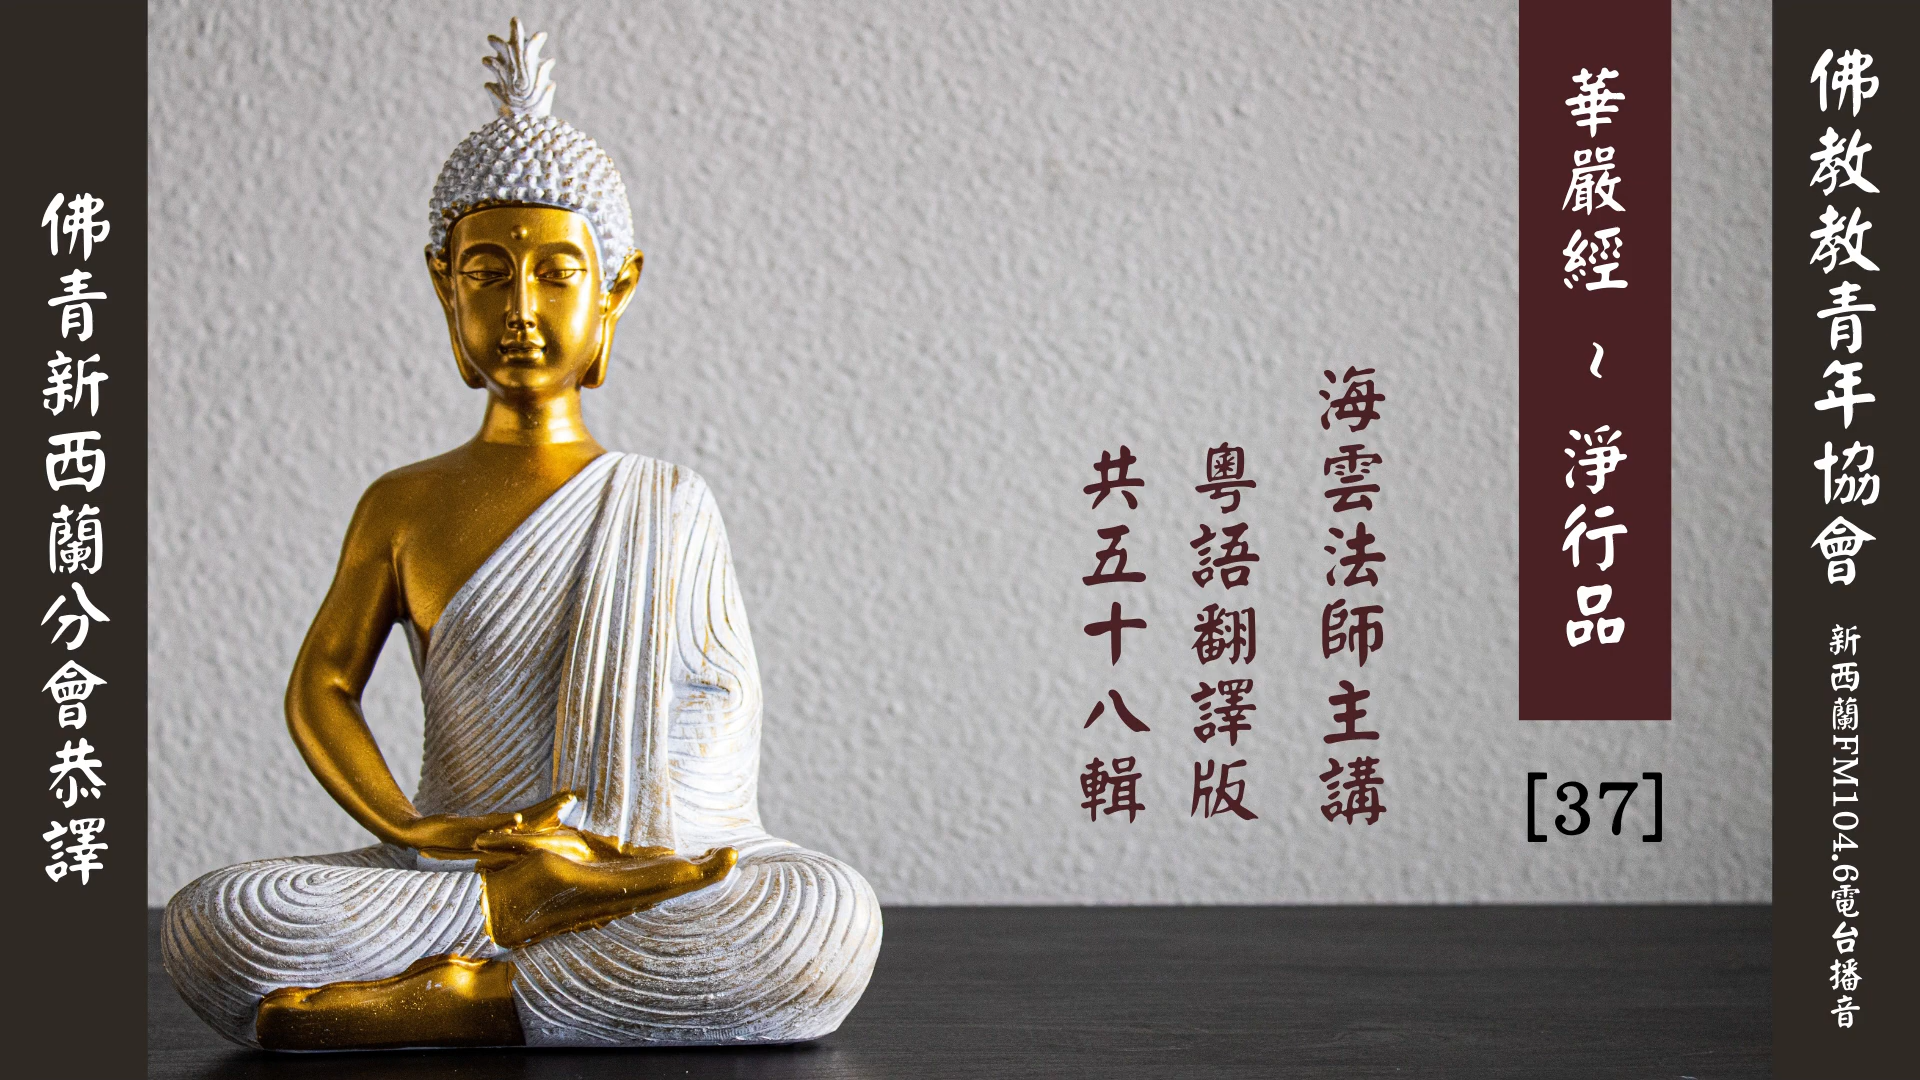 佛教教青年協會 新西蘭FM104.6電台播音
華嚴經 ~ 淨行品
[37]
海雲法師主講
粵語翻譯版
共五十八輯
佛青新西蘭分會恭譯